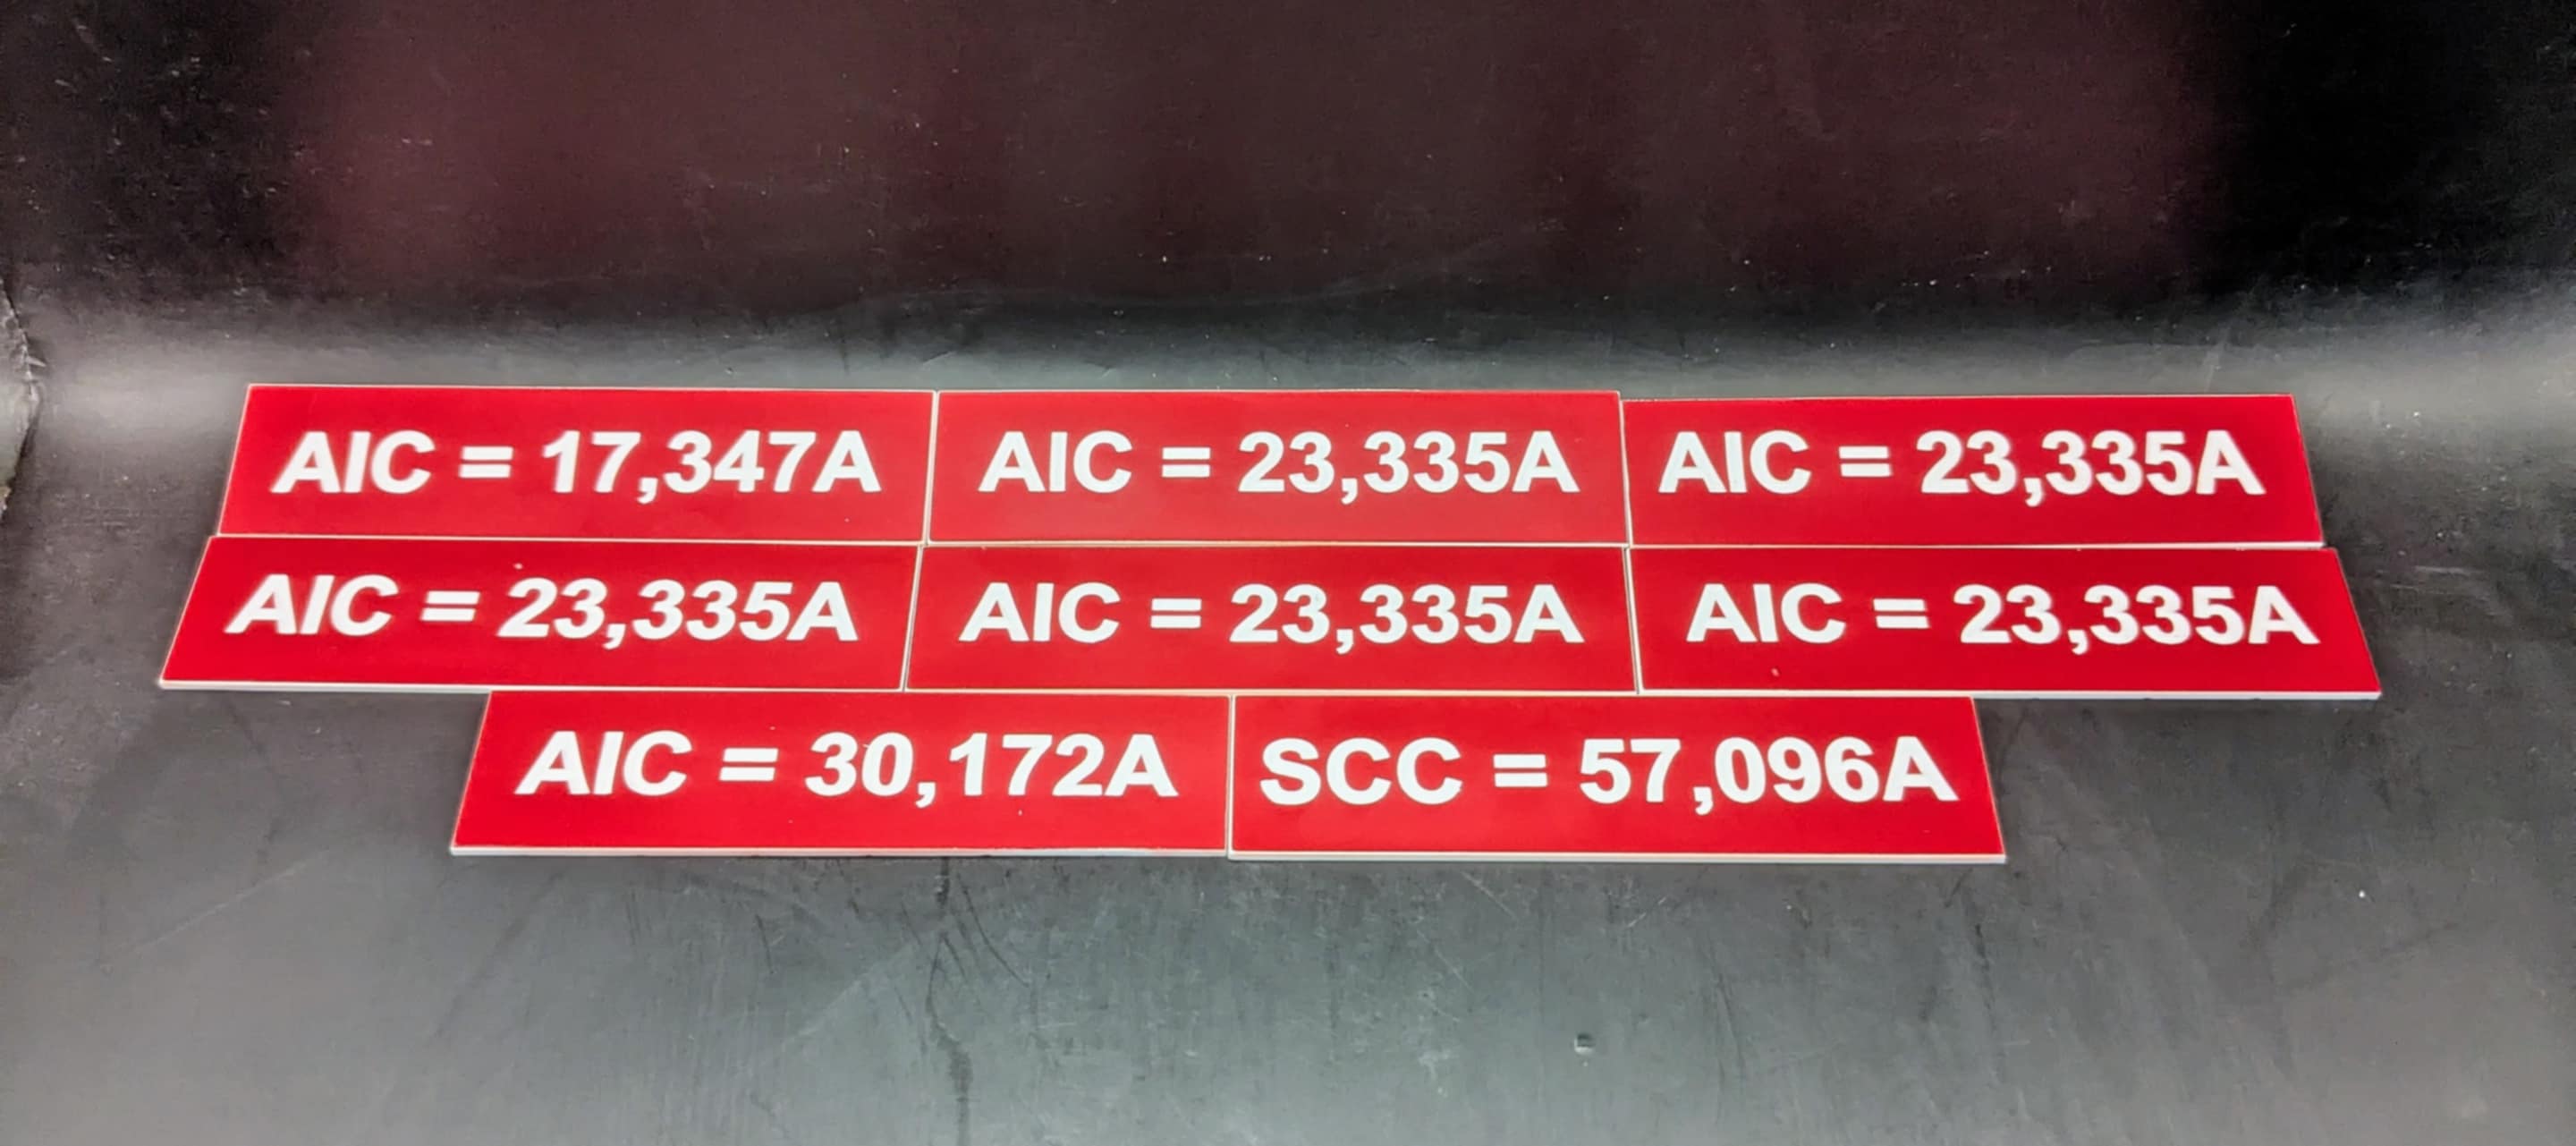 AIC = 17,347A
AIC = 23,335A
AIC = 23,335A
AIC = 23,335A
AIC = 23,335A
AIC = 23,335A
AIC = 30,172A
SCC = 57,096A